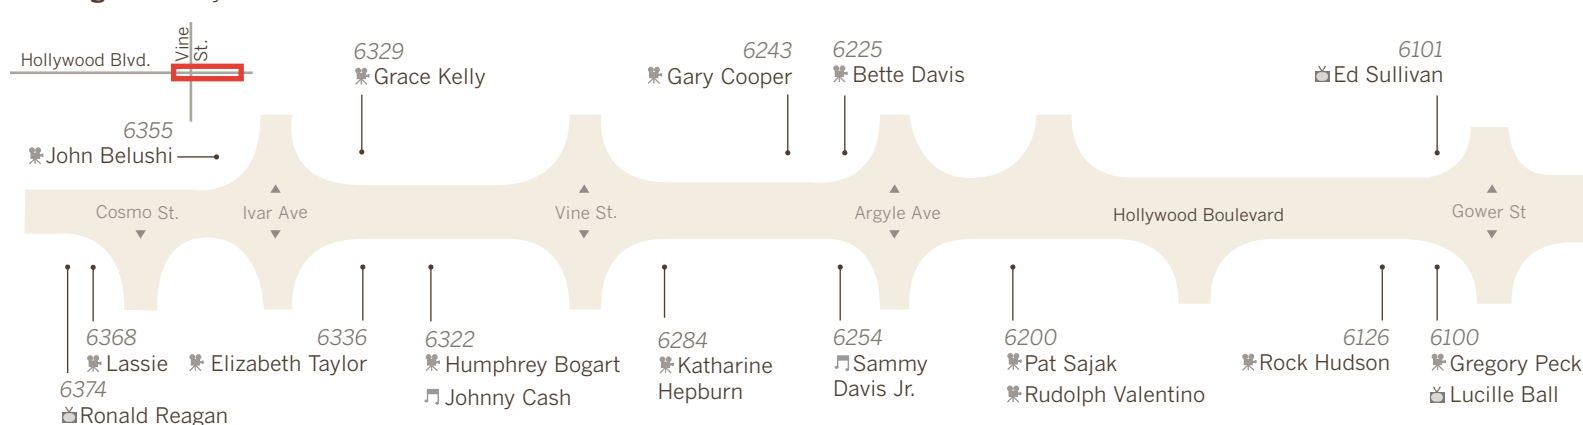 Hollywood Blvd.
Vine
St.
6329
Grace Kelly
6243
Gary Cooper
6225
Bette Davis
6101
Ed Sullivan
6355
John Belushi
Cosmo St.
Ivar Ave
Vine St.
Argyle Ave
Hollywood Boulevard
Gower St
6368
Lassie
6374
Ronald Reagan
6336
Elizabeth Taylor
6322
Humphrey Bogart
Johnny Cash
6284
Katharine
Hepburn
6254
Sammy
Davis Jr.
6200
Pat Sajak
Rudolph Valentino
6126
Rock Hudson
6100
Gregory Peck
Lucille Ball